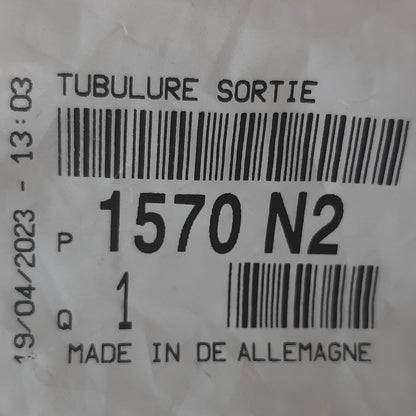 TUBULURE SORTIE
P 1570 N2
Q 1
MADE IN DE ALLEMAGNE
19/04/2023 - 13:03